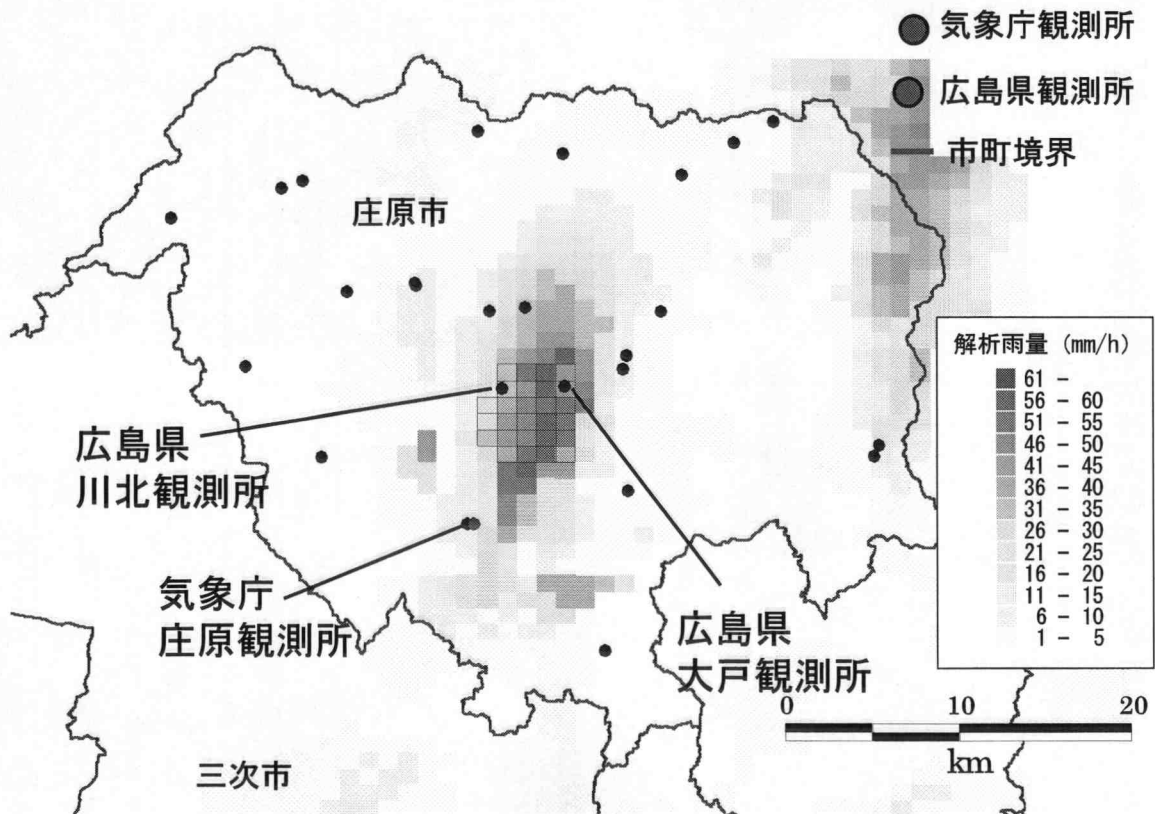 気象庁観測所
広島県観測所
市町境界
庄原市
解析雨量 (mm/h)
61 -
56 - 60
51 - 55
46 - 50
41 - 45
36 - 40
31 - 35
26 - 30
21 - 25
16 - 20
11 - 15
6 - 10
1 - 5
広島県
川北観測所
気象庁
庄原観測所
広島県
大戸観測所
0 10 20
km
三次市